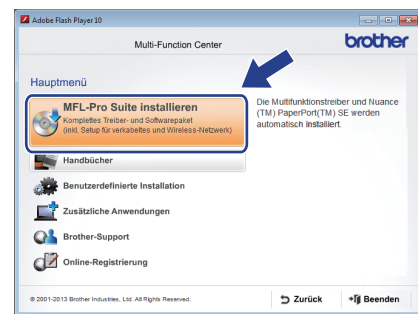 Adobe Flash Player 10
Multi-Function Center
brother
Hauptmenü
MFL-Pro Suite installieren
Komplettes Treiber- und Softwarepaket
(inkl. Setup für verkabeltes und Wireless-Netzwerk)
Die Multifunktionstreiber und Nuance
(TM) PaperPort(TM) SE werden
automatisch installiert.
Handbücher
Benutzerdefinierte Installation
Zusätzliche Anwendungen
Brother-Support
Online-Registrierung
© 2001-2013 Brother Industries, Ltd. All Rights Reserved.
Zurück
Beenden